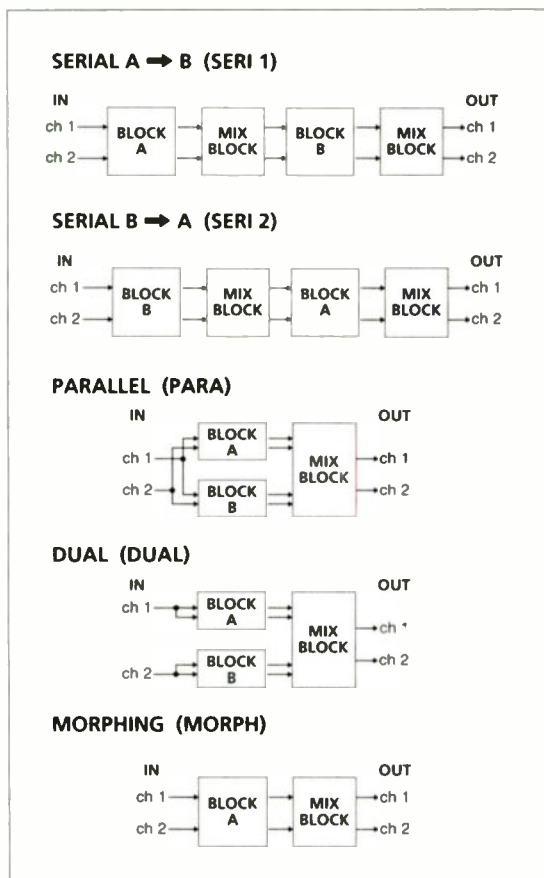 SERIAL A ➡ B (SERI 1)
IN OUT
ch 1 BLOCK A MIX BLOCK BLOCK B MIX BLOCK ch 1
ch 2 ch 2
SERIAL B ➡ A (SERI 2)
IN OUT
ch 1 BLOCK B MIX BLOCK BLOCK A MIX BLOCK ch 1
ch 2 ch 2
PARALLEL (PARA)
IN OUT
BLOCK A
ch 1 MIX BLOCK ch 1
ch 2 BLOCK B ch 2
DUAL (DUAL)
IN OUT
ch 1 BLOCK A
MIX BLOCK ch
ch 2 BLOCK B ch 2
MORPHING (MORPH)
IN OUT
ch 1 BLOCK A MIX BLOCK ch 1
ch 2 ch 2